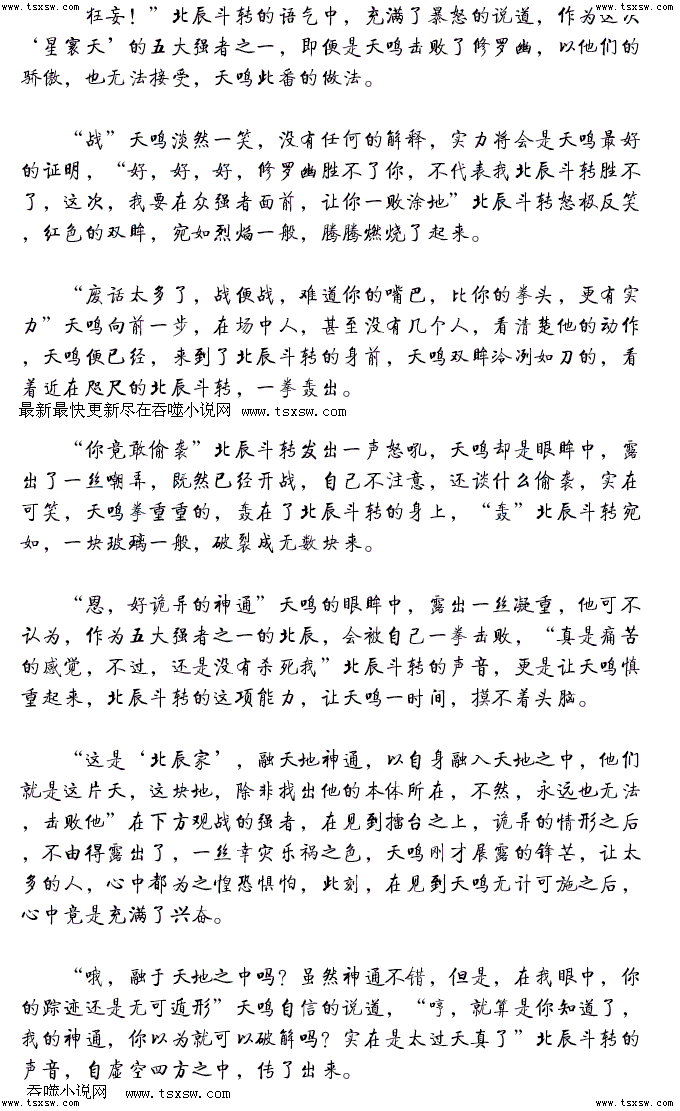 www.tsxsw.com www.tsxsw.com www.tsxsw.com www.tsxsw.com www.tsxsw.com
狂妄！”北辰斗转的语气中，充满了暴怒的说道，作为这次
‘星寰天’的五大强者之一，即便是天鸣击败了修罗幽，以他们的
骄傲，也无法接受，天鸣此番的做法。
“战”天鸣淡然一笑，没有任何的解释，实力将会是天鸣最好
的证明，“好，好，好，修罗幽胜不了你，不代表我北辰斗转胜不
了，这次，我要在众强者面前，让你一败涂地”北辰斗转怒极反笑
，红色的双眸，宛如烈焰一般，腾腾燃烧了起来。
“废话太多了，战便战，难道你的嘴巴，比你的拳头，更有实
力”天鸣向前一步，在场中人，甚至没有几个人，看清楚他的动作
，天鸣便已经，来到了北辰斗转的身前，天鸣双眸冷冽如刀的，看
着近在咫尺的北辰斗转，一拳轰出。
最新最快更新尽在吞噬小说网 www.tsxsw.com
“你竟敢偷袭”北辰斗转发出一声怒吼，天鸣却是眼眸中，露
出了一丝嘲弄，既然已经开战，自己不注意，还谈什么偷袭，实在
可笑，天鸣拳重重的，轰在了北辰斗转的身上，“轰”北辰斗转宛
如，一块玻璃一般，破裂成无数块来。
“恩，好诡异的神通”天鸣的眼眸中，露出一丝凝重，他可不
认为，作为五大强者之一的北辰，会被自己一拳击败，“真是痛苦
的感觉，不过，还是没有杀死我”北辰斗转的声音，更是让天鸣慎
重起来，北辰斗转的这项能力，让天鸣一时间，摸不着头脑。
“这是‘北辰家’，融天地神通，以自身融入天地之中，他们
就是这片天，这块地，除非找出他的本体所在，不然，永远也无法
，击败他”在下方观战的强者，在见到擂台之上，诡异的情形之后
，不由得露出了，一丝幸灾乐祸之色，天鸣刚才展露的锋芒，让太
多的人，心中都为之惶恐惧怕，此刻，在见到天鸣无计可施之后，
心中竟是充满了兴奋。
“哦，融于天地之中吗？虽然神通不错，但是，在我眼中，你
的踪迹还是无可遁形”天鸣自信的说道，“哼，就算是你知道了，
我的神通，你以为就可以破解吗？实在是太过天真了”北辰斗转的
声音，自虚空四方之中，传了出来。
吞噬小说网 www.tsxsw.com
www.tsxsw.com www.tsxsw.com www.tsxsw.com